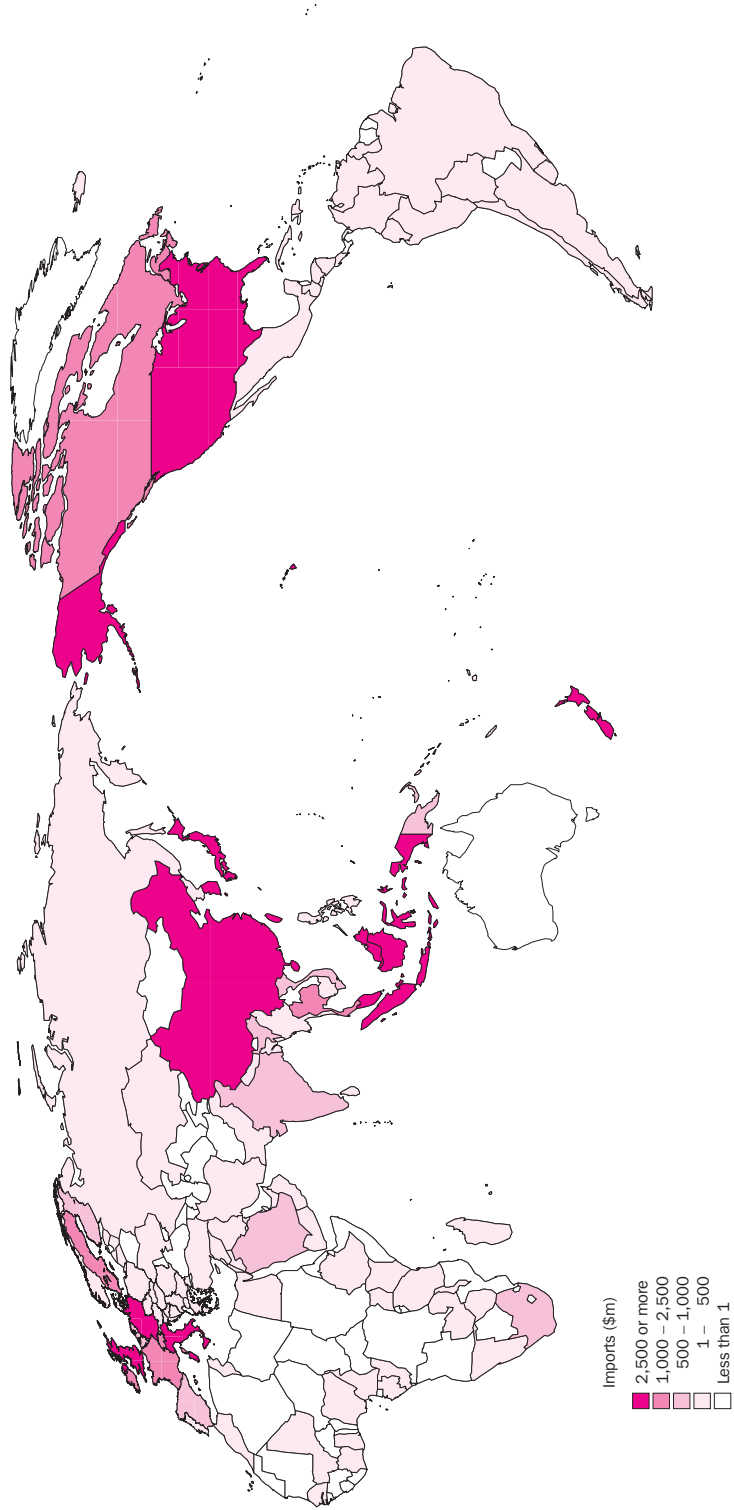 Imports ($m)
2,500 or more
1,000 – 2,500
500 – 1,000
1 – 500
Less than 1